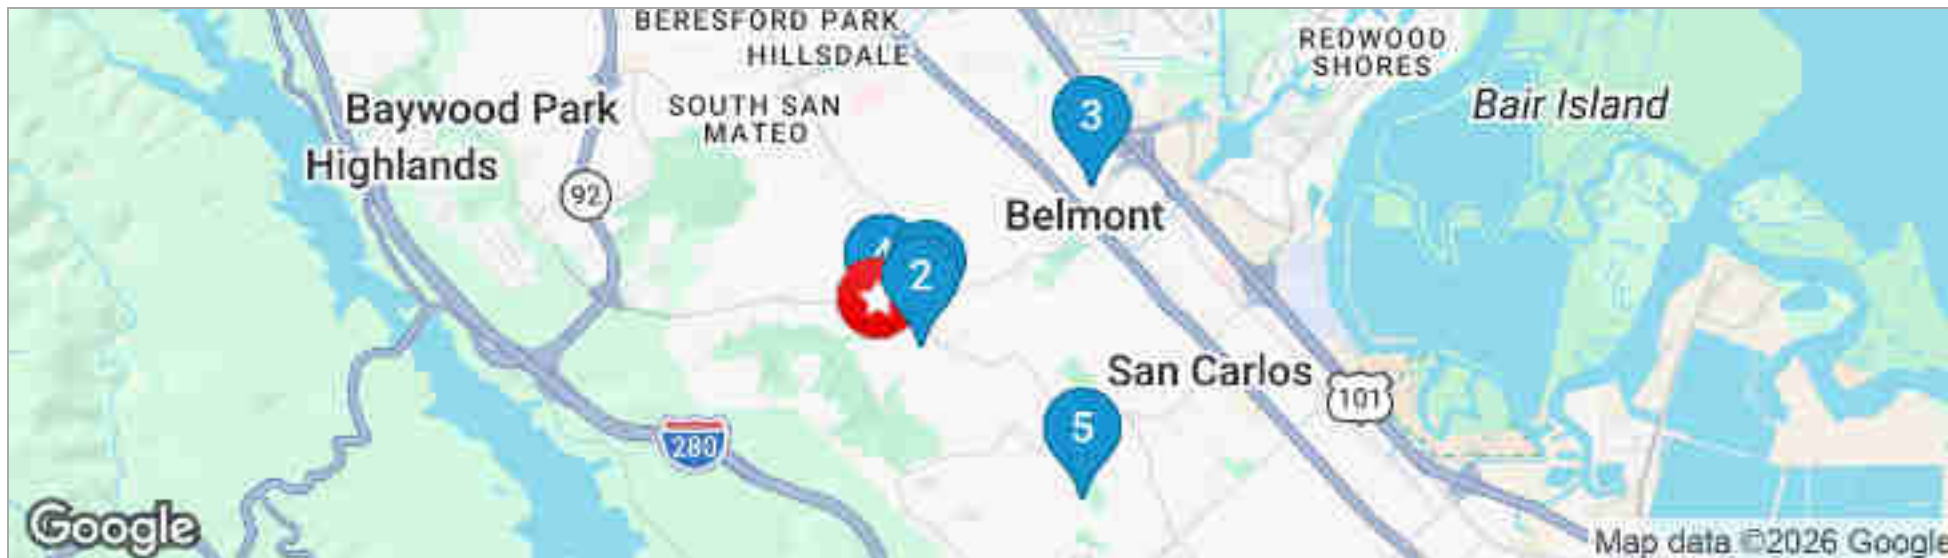 BERESFORD PARK
HILLSDALE
REDWOOD
SHORES
Baywood Park
SOUTH SAN
MATEO
3
Bair Island
Highlands
92
Belmont
2
San Carlos
101
5
280
Google
Map data ©2026 Google